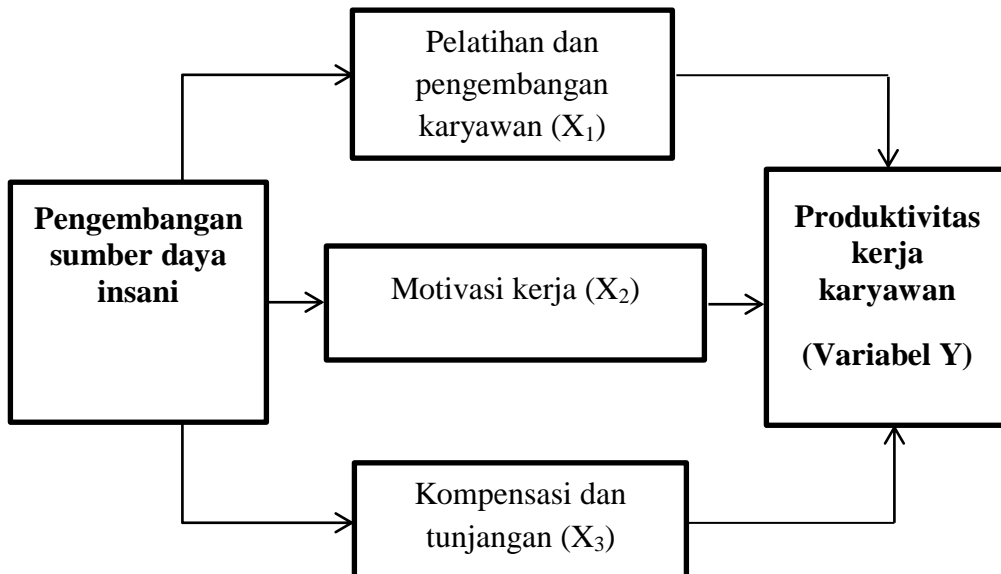 Pelatihan dan
pengembangan
karyawan (X₁)
Pengembangan
sumber daya
insani
Motivasi kerja (X₂)
Produktivitas
kerja
karyawan
(Variabel Y)
Kompensasi dan
tunjangan (X₃)